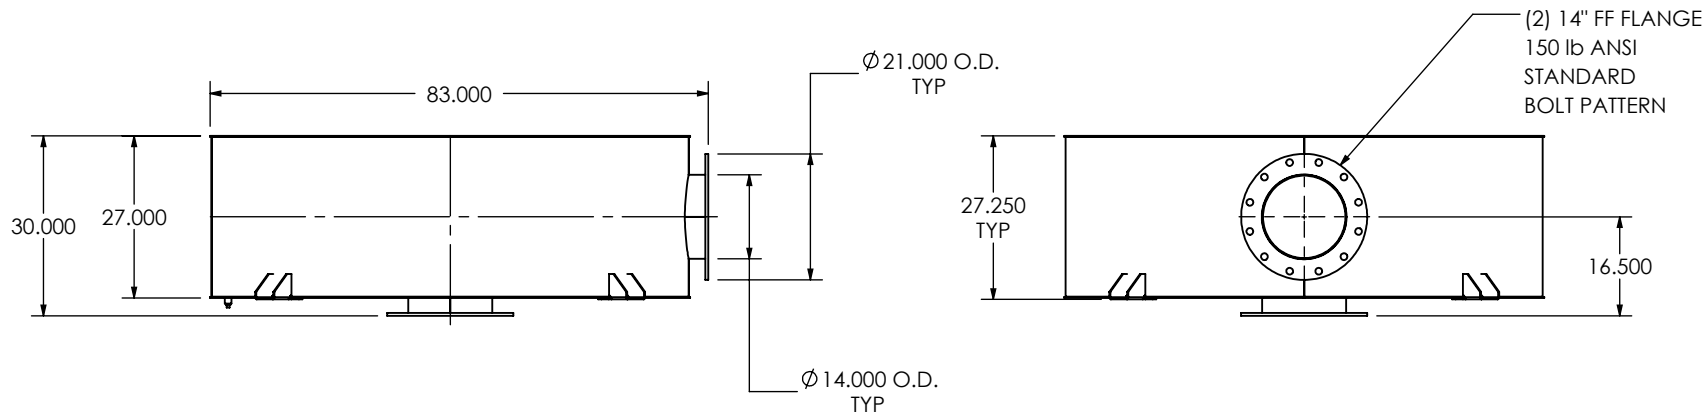 83.000
30.000
27.000
Ø21.000 O.D.
TYP
Ø14.000 O.D.
TYP
(2) 14" FF FLANGE
150 lb ANSI
STANDARD
BOLT PATTERN
27.250
TYP
16.500